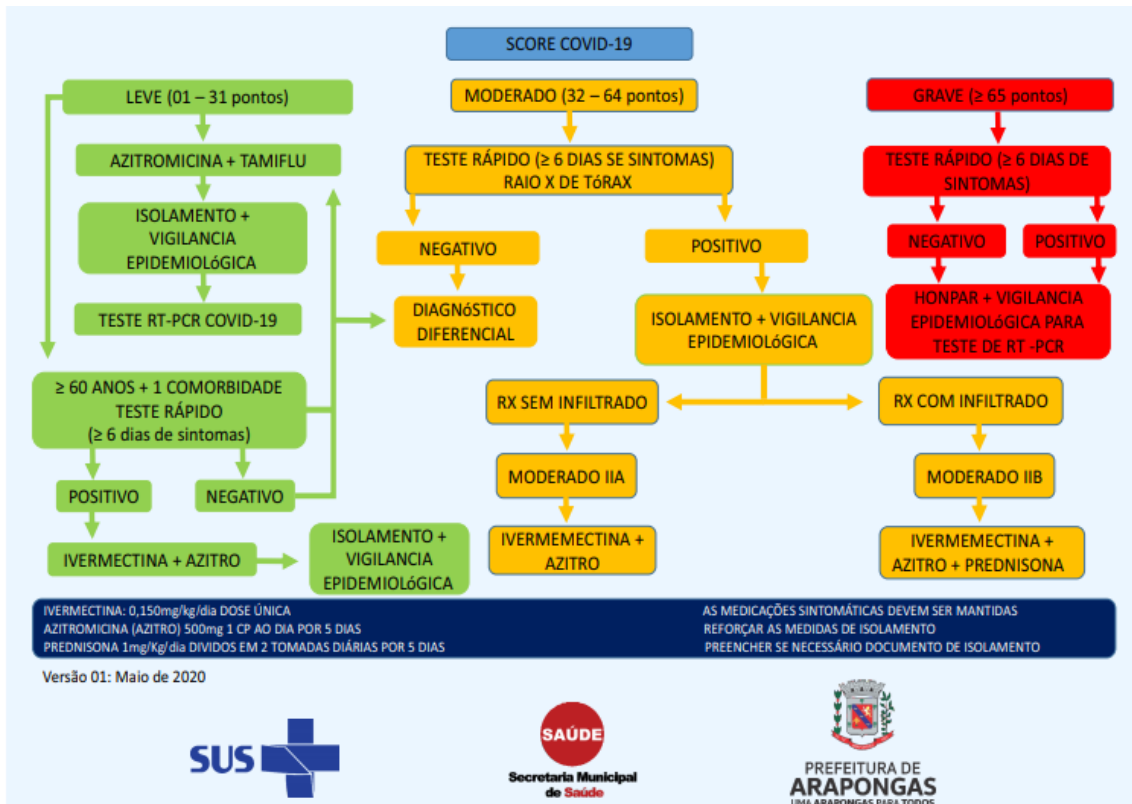 SCORE COVID-19
LEVE (01 – 31 pontos)
AZITROMICINA + TAMIFLU
ISOLAMENTO +
VIGILANCIA
EPIDEMIOLóGICA
TESTE RT-PCR COVID-19
≥ 60 ANOS + 1 COMORBIDADE
TESTE RÁPIDO
(≥ 6 dias de sintomas)
POSITIVO
NEGATIVO
IVERMECTINA + AZITRO
ISOLAMENTO +
VIGILANCIA
EPIDEMIOLóGICA
MODERADO (32 – 64 pontos)
TESTE RÁPIDO (≥ 6 DIAS SE SINTOMAS)
RAIO X DE TóRAX
NEGATIVO
DIAGNóSTICO
DIFERENCIAL
POSITIVO
ISOLAMENTO + VIGILANCIA
EPIDEMIOLóGICA
RX SEM INFILTRADO
MODERADO IIA
IVERMEMECTINA +
AZITRO
RX COM INFILTRADO
MODERADO IIB
IVERMEMECTINA +
AZITRO + PREDNISONA
GRAVE (≥ 65 pontos)
TESTE RÁPIDO (≥ 6 DIAS DE
SINTOMAS)
NEGATIVO
POSITIVO
HONPAR + VIGILANCIA
EPIDEMIOLóGICA PARA
TESTE DE RT -PCR
IVERMECTINA: 0,150mg/kg/dia DOSE ÚNICA
AZITROMICINA (AZITRO) 500mg 1 CP AO DIA POR 5 DIAS
PREDNISONA 1mg/Kg/dia DIVIDOS EM 2 TOMADAS DIÁRIAS POR 5 DIAS
AS MEDICAÇÕES SINTOMÁTICAS DEVEM SER MANTIDAS
REFORÇAR AS MEDIDAS DE ISOLAMENTO
PREENCHER SE NECESSÁRIO DOCUMENTO DE ISOLAMENTO
Versão 01: Maio de 2020
SUS
SAÚDE
Secretaria Municipal
de Saúde
PREFEITURA DE
ARAPONGAS
UMA ARAPONGAS PARA TODOS